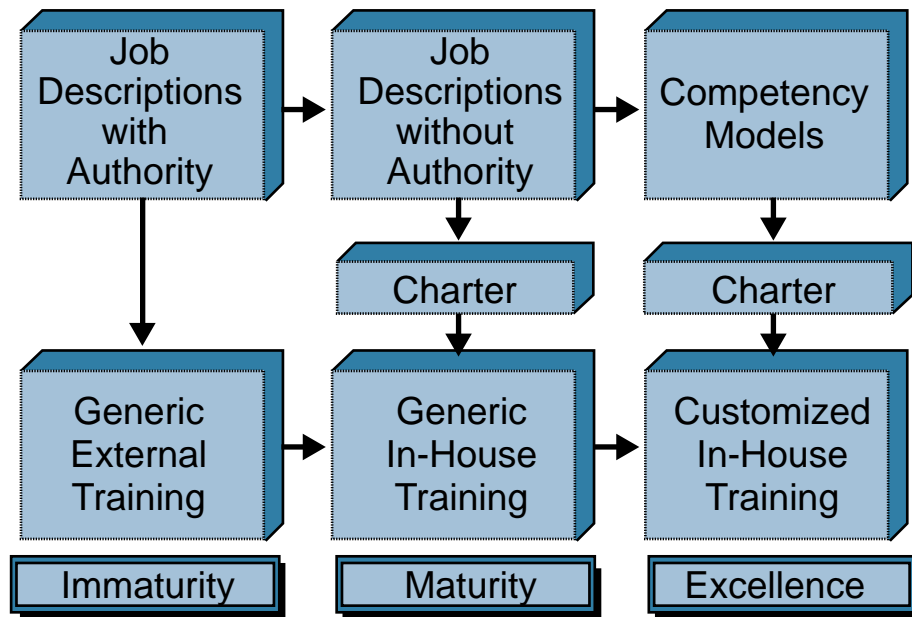 Job
Descriptions
with
Authority
Job
Descriptions
without
Authority
Competency
Models
Charter
Charter
Generic
External
Training
Generic
In-House
Training
Customized
In-House
Training
Immaturity
Maturity
Excellence